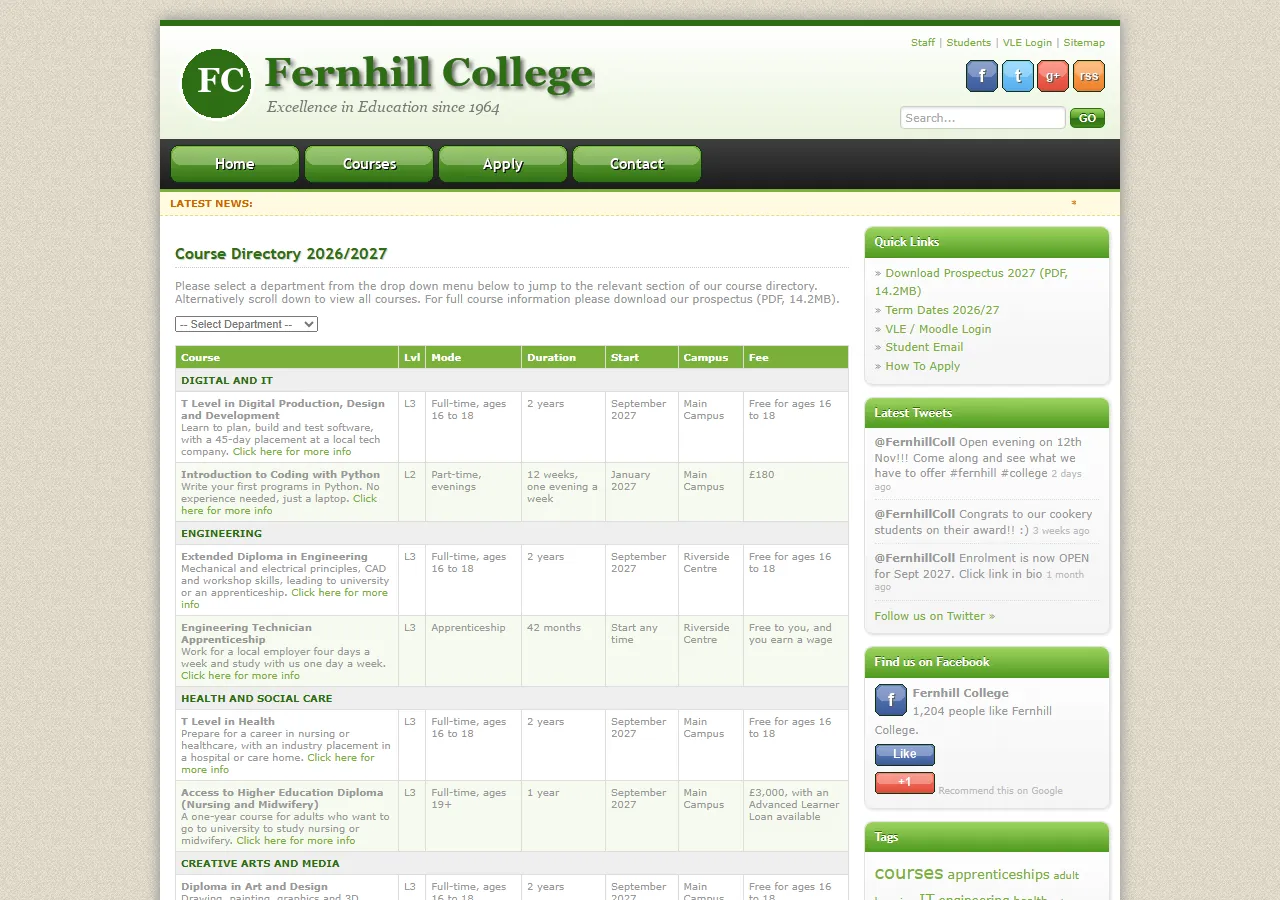 FC
Fernhill College
Excellence in Education since 1964
Staff | Students | VLE Login | Sitemap
f t g+ rss
Search...
GO
Home
Courses
Apply
Contact
LATEST NEWS:
*
Course Directory 2026/2027
Please select a department from the drop down menu below to jump to the relevant section of our course directory.
Alternatively scroll down to view all courses. For full course information please download our prospectus (PDF, 14.2MB).
-- Select Department --
Course Lvl Mode Duration Start Campus Fee
DIGITAL AND IT
T Level in Digital Production, Design
and Development
Learn to plan, build and test software,
with a 45-day placement at a local tech
company. Click here for more info
L3
Full-time, ages
16 to 18
2 years
September
2027
Main
Campus
Free for ages 16
to 18
Introduction to Coding with Python
Write your first programs in Python. No
experience needed, just a laptop. Click
here for more info
L2
Part-time,
evenings
12 weeks,
one evening a
week
January
2027
Main
Campus
£180
ENGINEERING
Extended Diploma in Engineering
Mechanical and electrical principles, CAD
and workshop skills, leading to university
or an apprenticeship. Click here for more
info
L3
Full-time, ages
16 to 18
2 years
September
2027
Riverside
Centre
Free for ages 16
to 18
Engineering Technician
Apprenticeship
Work for a local employer four days a
week and study with us one day a week.
Click here for more info
L3
Apprenticeship
42 months
Start any
time
Riverside
Centre
Free to you, and
you earn a wage
HEALTH AND SOCIAL CARE
T Level in Health
Prepare for a career in nursing or
healthcare, with an industry placement in
a hospital or care home. Click here for
more info
L3
Full-time, ages
16 to 18
2 years
September
2027
Main
Campus
Free for ages 16
to 18
Access to Higher Education Diploma
(Nursing and Midwifery)
A one-year course for adults who want to
go to university to study nursing or
midwifery. Click here for more info
L3
Full-time, ages
19+
1 year
September
2027
Main
Campus
£3,000, with an
Advanced Learner
Loan available
CREATIVE ARTS AND MEDIA
Diploma in Art and Design
Drawing, painting, graphics and 3D
L3
Full-time, ages
16 to 18
2 years
September
2027
Main
Campus
Free for ages 16
to 18
Quick Links
» Download Prospectus 2027 (PDF,
14.2MB)
» Term Dates 2026/27
» VLE / Moodle Login
» Student Email
» How To Apply
Latest Tweets
@FernhillColl Open evening on 12th
Nov!!! Come along and see what we
have to offer #fernhill #college 2 days
ago
@FernhillColl Congrats to our cookery
students on their award!! :) 3 weeks ago
@FernhillColl Enrolment is now OPEN
for Sept 2027. Click link in bio 1 month
ago
Follow us on Twitter »
Find us on Facebook
f
Fernhill College
1,204 people like Fernhill
College.
Like
+1
Recommend this on Google
Tags
courses apprenticeships adult
IT engineering health